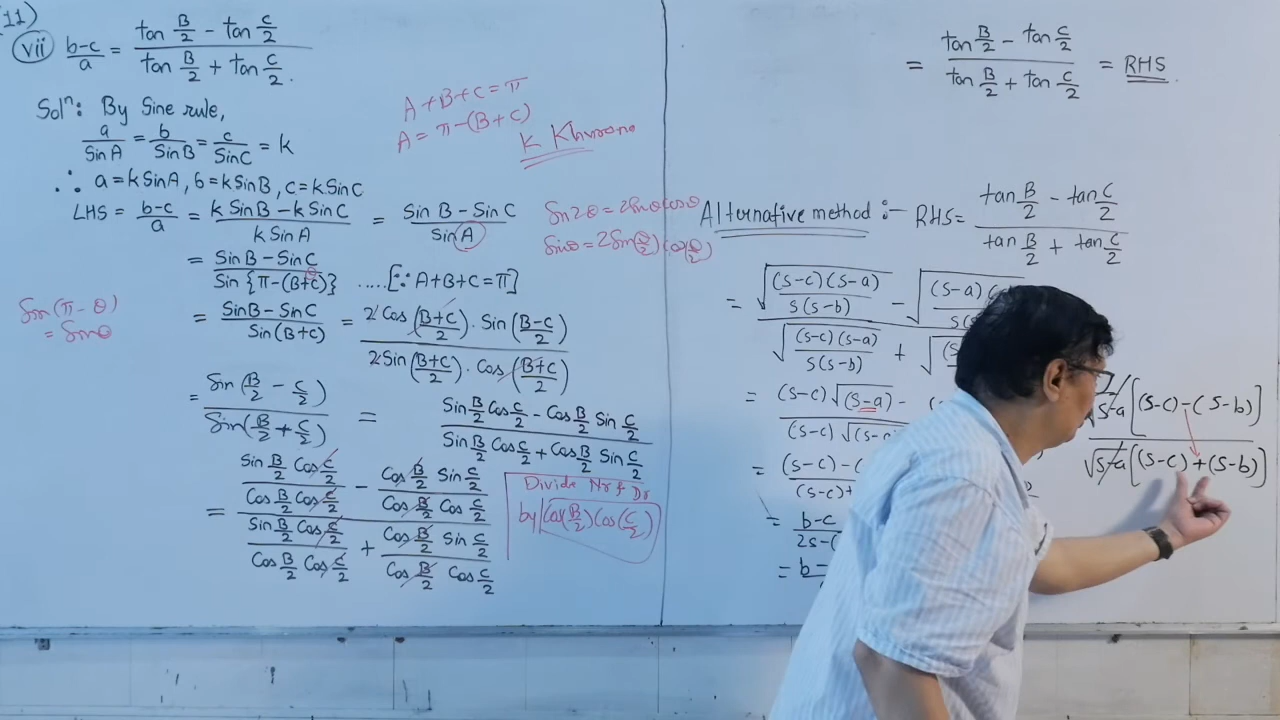 11)
vii) (b-c)/a = (tan B/2 - tan C/2)/(tan B/2 + tan C/2).
Solⁿ: By Sine rule,
a/SinA = b/SinB = c/SinC = k
∴ a = k SinA, b = k SinB, c = k SinC
LHS = (b-c)/a = (k SinB - k SinC)/(k SinA) = (SinB - SinC)/(SinA)
= (SinB - SinC)/(Sin{π-(B+C)}) .....[∵ A+B+C=π]
= (SinB - SinC)/(Sin(B+C)) = (2 Cos((B+C)/2) . Sin((B-C)/2))/(2 Sin((B+C)/2) . Cos((B+C)/2))
= (Sin(B/2 - C/2))/(Sin(B/2 + C/2)) = (Sin B/2 Cos C/2 - Cos B/2 Sin C/2)/(Sin B/2 Cos C/2 + Cos B/2 Sin C/2)
= ((Sin B/2 Cos C/2)/(Cos B/2 Cos C/2) - (Cos B/2 Sin C/2)/(Cos B/2 Cos C/2))/((Sin B/2 Cos C/2)/(Cos B/2 Cos C/2) + (Cos B/2 Sin C/2)/(Cos B/2 Cos C/2))
A+B+C=π
A=π-(B+C)
K Khurana
Sin2θ = 2Sinθ cosθ
Sinθ = 2Sin(θ/2) cos(θ/2)
Sin(π-θ)
= Sinθ
Divide Nr & Dr
by Cos(B/2) Cos(C/2)
= (tan B/2 - tan C/2)/(tan B/2 + tan C/2) = RHS.
Alternative method :- RHS = (tan B/2 - tan C/2)/(tan B/2 + tan C/2)
= (√((s-c)(s-a)/s(s-b)) - √((s-a)
√((s-c)(s-a)/s(s-b)) + √
= (s-c)√(s-a) -
(s-c)√(s-a
= (s-c)-(
(s-c)+
= b-c
2s-(
= b-
√s-a [(s-c)-(s-b)]
√s-a [(s-c)+(s-b)]